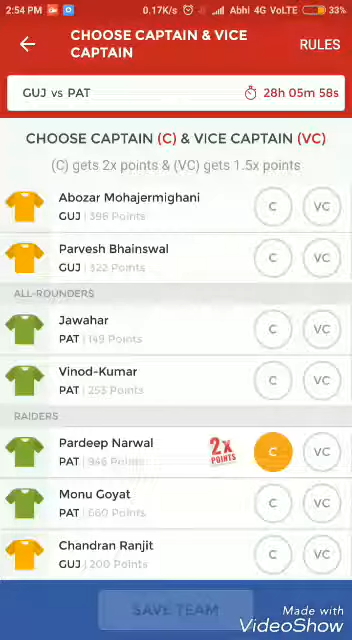 2:54 PM 0.17K/s Abhi 4G VoLTE 33%
CHOOSE CAPTAIN & VICE
CAPTAIN
RULES
GUJ vs PAT 28h 05m 58s
CHOOSE CAPTAIN (C) & VICE CAPTAIN (VC)
(C) gets 2x points & (VC) gets 1.5x points
Abozar Mohajermighani
GUJ | 398 Points
C VC
Parvesh Bhainswal
GUJ | 322 Points
C VC
ALL-ROUNDERS
Jawahar
PAT | 149 Points
C VC
Vinod-Kumar
PAT | 253 Points
C VC
RAIDERS
Pardeep Narwal
PAT | 946 Points
2x
POINTS
C VC
Monu Goyat
PAT | 660 Points
C VC
Chandran Ranjit
GUJ | 200 Points
C VC
SAVE TEAM
Made with
VideoShow